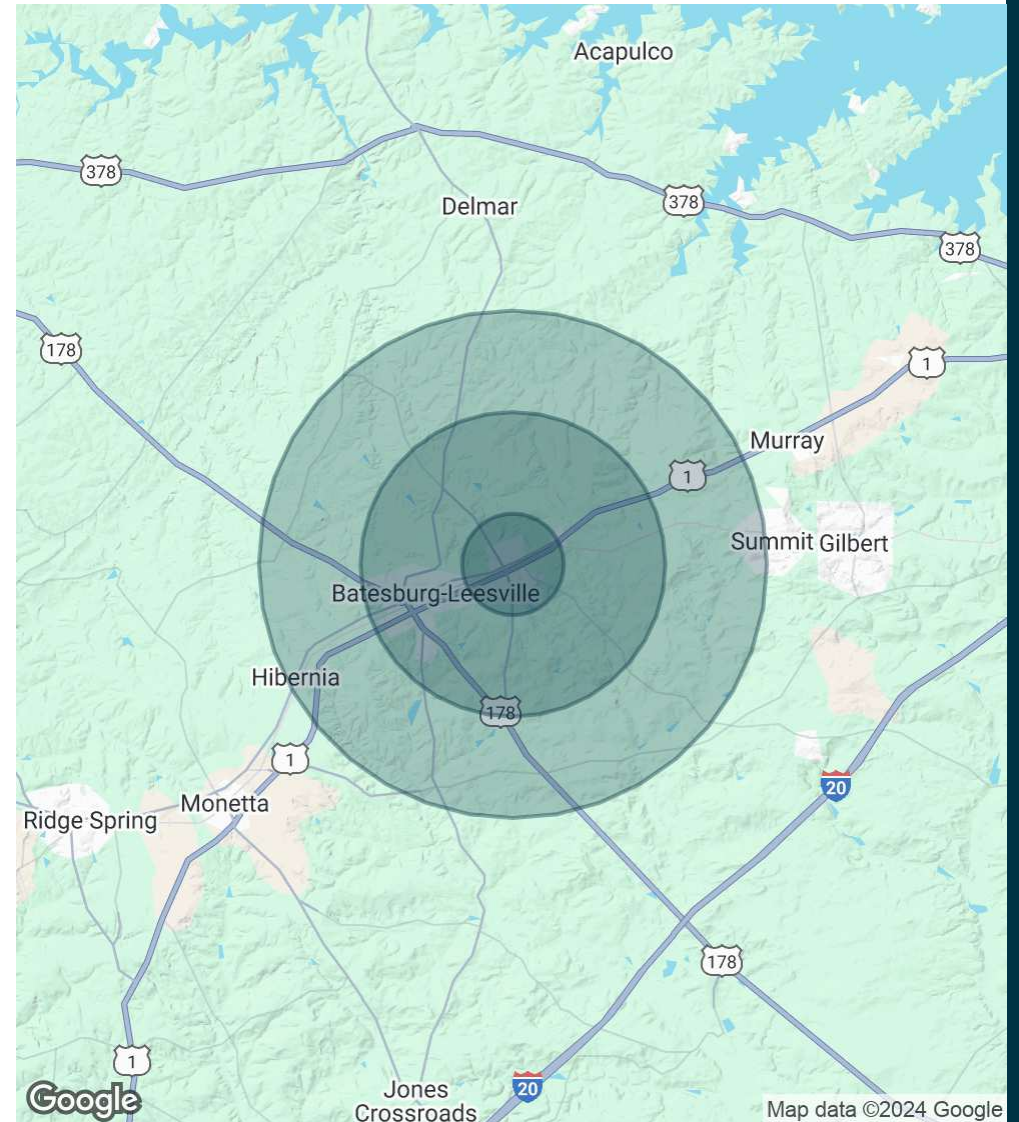 Acapulco
378
378
Delmar
378
178
1
Murray
1
Summit
Gilbert
Batesburg-Leesville
Hibernia
178
1
20
Monetta
Ridge Spring
178
1
20
Jones
Crossroads
Google
Map data ©2024 Google